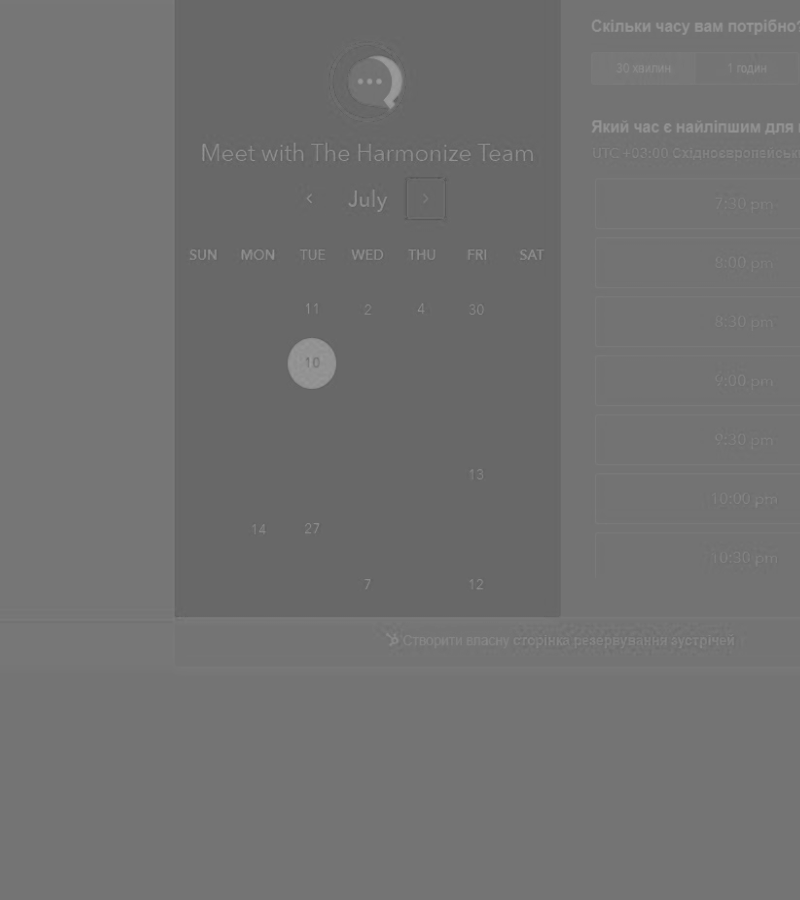 Meet with The Harmonize Team
July
SUN MON TUE WED THU FRI SAT
11 2 4 30
10
13
14 27
7 12
Скільки часу вам потрібно?
30 хвилин 1 годин
Який час є найліпшим для
UTC +03:00 Східноєвропейськ
7:30 pm
8:00 pm
8:30 pm
9:00 pm
9:30 pm
10:00 pm
10:30 pm
Створити власну сторінка резервування зустрічей